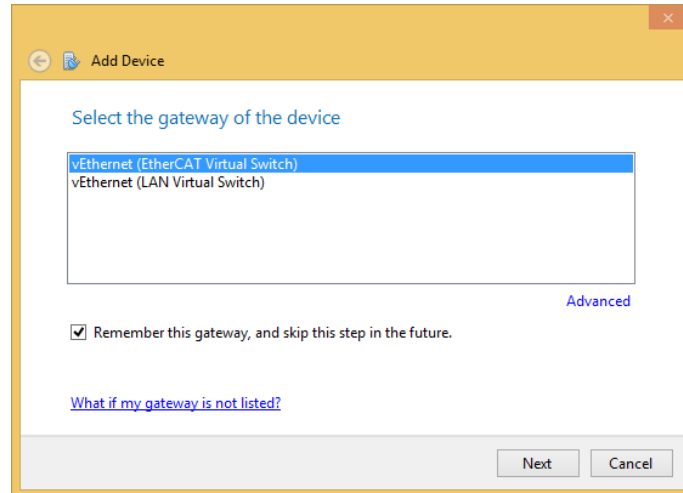 Add Device
Select the gateway of the device
vEthernet (EtherCAT Virtual Switch)
vEthernet (LAN Virtual Switch)
Advanced
Remember this gateway, and skip this step in the future.
What if my gateway is not listed?
Next Cancel